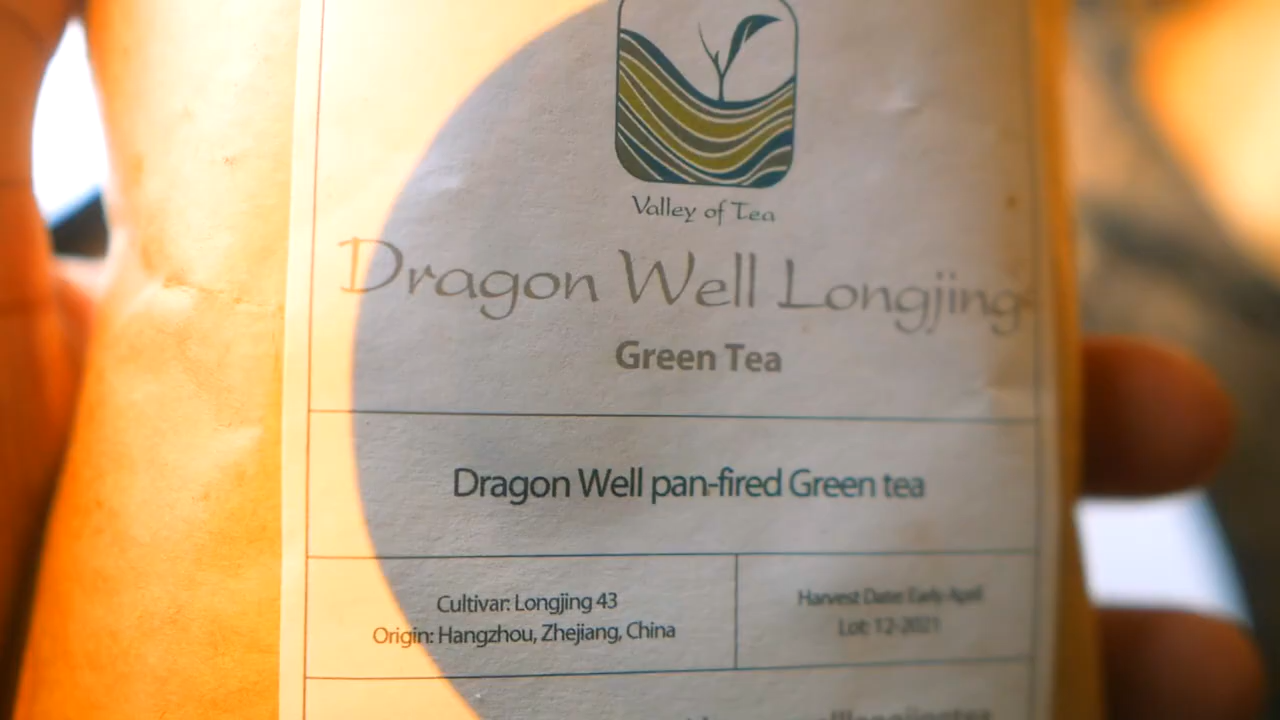 Valley of Tea
Dragon Well Longjing
Green Tea
Dragon Well pan-fired Green tea
Cultivar: Longjing 43
Origin: Hangzhou, Zhejiang, China
Harvest Date: Early April
Lot: 12-2021